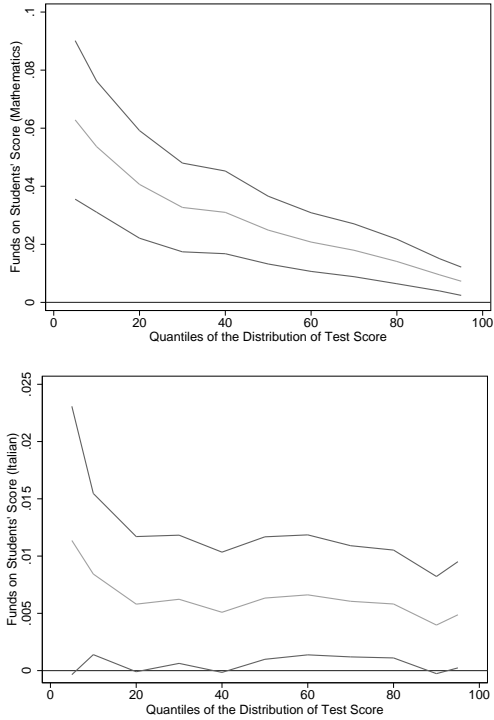 Funds on Students' Score (Mathematics)
.1
.08
.06
.04
.02
0
0 20 40 60 80 100
Quantiles of the Distribution of Test Score
Funds on Students' Score (Italian)
.025
.02
.015
.01
.005
0
0 20 40 60 80 100
Quantiles of the Distribution of Test Score